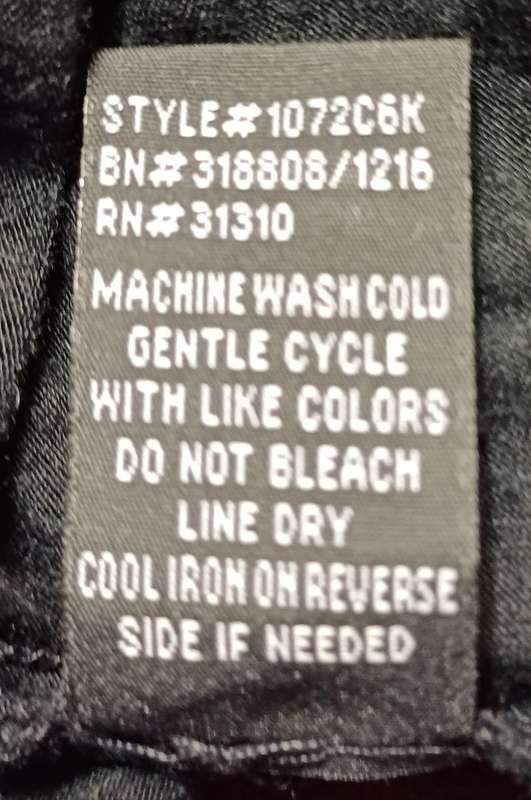 STYLE#1072C6K
BN#318808/1216
RN#31310
MACHINE WASH COLD
GENTLE CYCLE
WITH LIKE COLORS
DO NOT BLEACH
LINE DRY
COOL IRON ON REVERSE
SIDE IF NEEDED